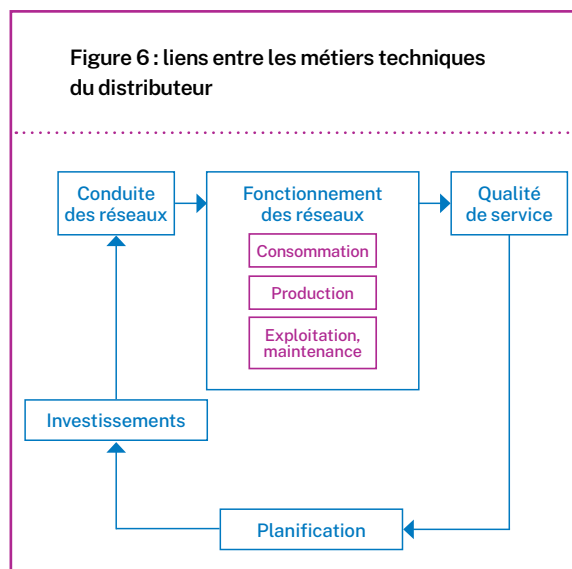 Figure 6 : liens entre les métiers techniques
du distributeur
Conduite
des réseaux
Fonctionnement
des réseaux
Consommation
Production
Exploitation,
maintenance
Qualité
de service
Investissements
Planification